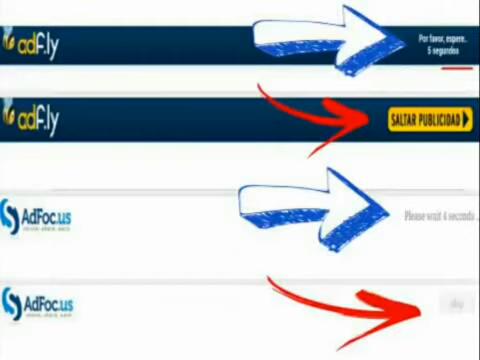 adf.ly
Por favor, espere..
5 segundos
adf.ly
SALTAR PUBLICIDAD
AdFoc.us
Please wait 4 seconds ..
AdFoc.us